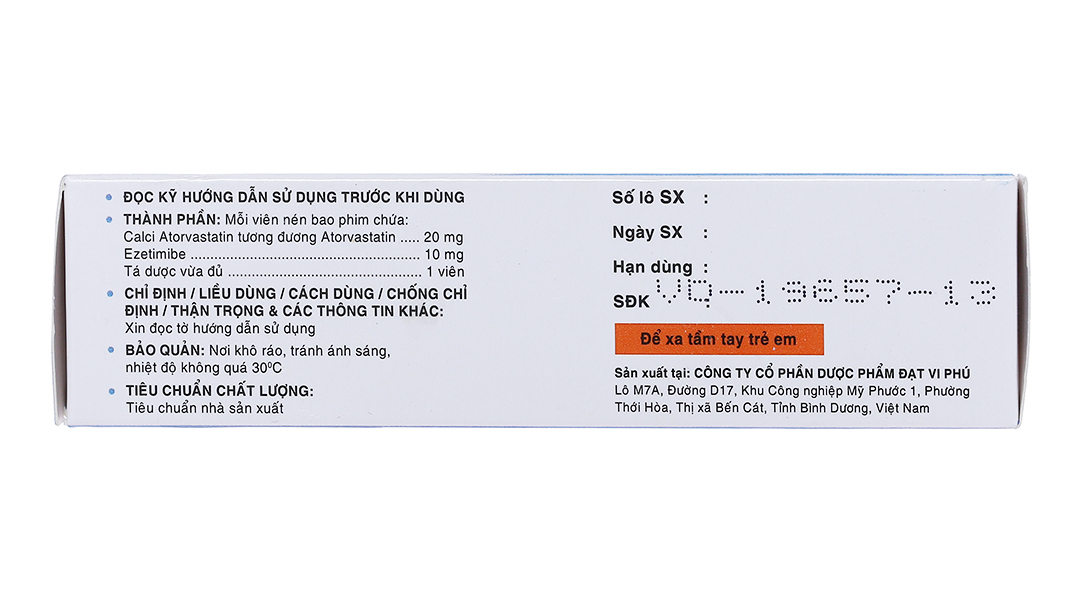 ĐỌC KỸ HƯỚNG DẪN SỬ DỤNG TRƯỚC KHI DÙNG
THÀNH PHẦN: Mỗi viên nén bao phim chứa:
Calci Atorvastatin tương đương Atorvastatin ..... 20 mg
Ezetimibe ..................................................... 10 mg
Tá dược vừa đủ ............................................. 1 viên
CHỈ ĐỊNH / LIỀU DÙNG / CÁCH DÙNG / CHỐNG CHỈ
ĐỊNH / THẬN TRỌNG & CÁC THÔNG TIN KHÁC:
Xin đọc tờ hướng dẫn sử dụng
BẢO QUẢN: Nơi khô ráo, tránh ánh sáng,
nhiệt độ không quá 30⁰C
TIÊU CHUẨN CHẤT LƯỢNG:
Tiêu chuẩn nhà sản xuất
Số lô SX :
Ngày SX :
Hạn dùng :
SĐK VQ-19657-13
Để xa tầm tay trẻ em
Sản xuất tại: CÔNG TY CỔ PHẦN DƯỢC PHẨM ĐẠT VI PHÚ
Lô M7A, Đường D17, Khu Công nghiệp Mỹ Phước 1, Phường
Thới Hòa, Thị xã Bến Cát, Tỉnh Bình Dương, Việt Nam